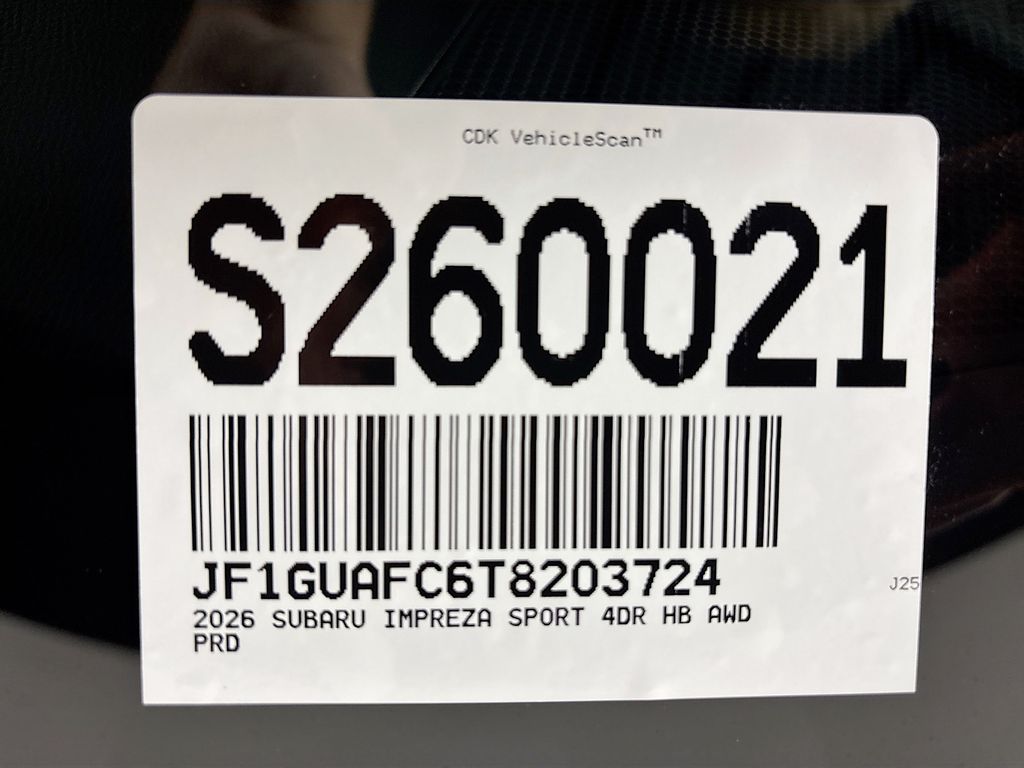 CDK VehicleScan™
S260021
JF1GUAFC6T8203724
J25
2026 SUBARU IMPREZA SPORT 4DR HB AWD
PRD